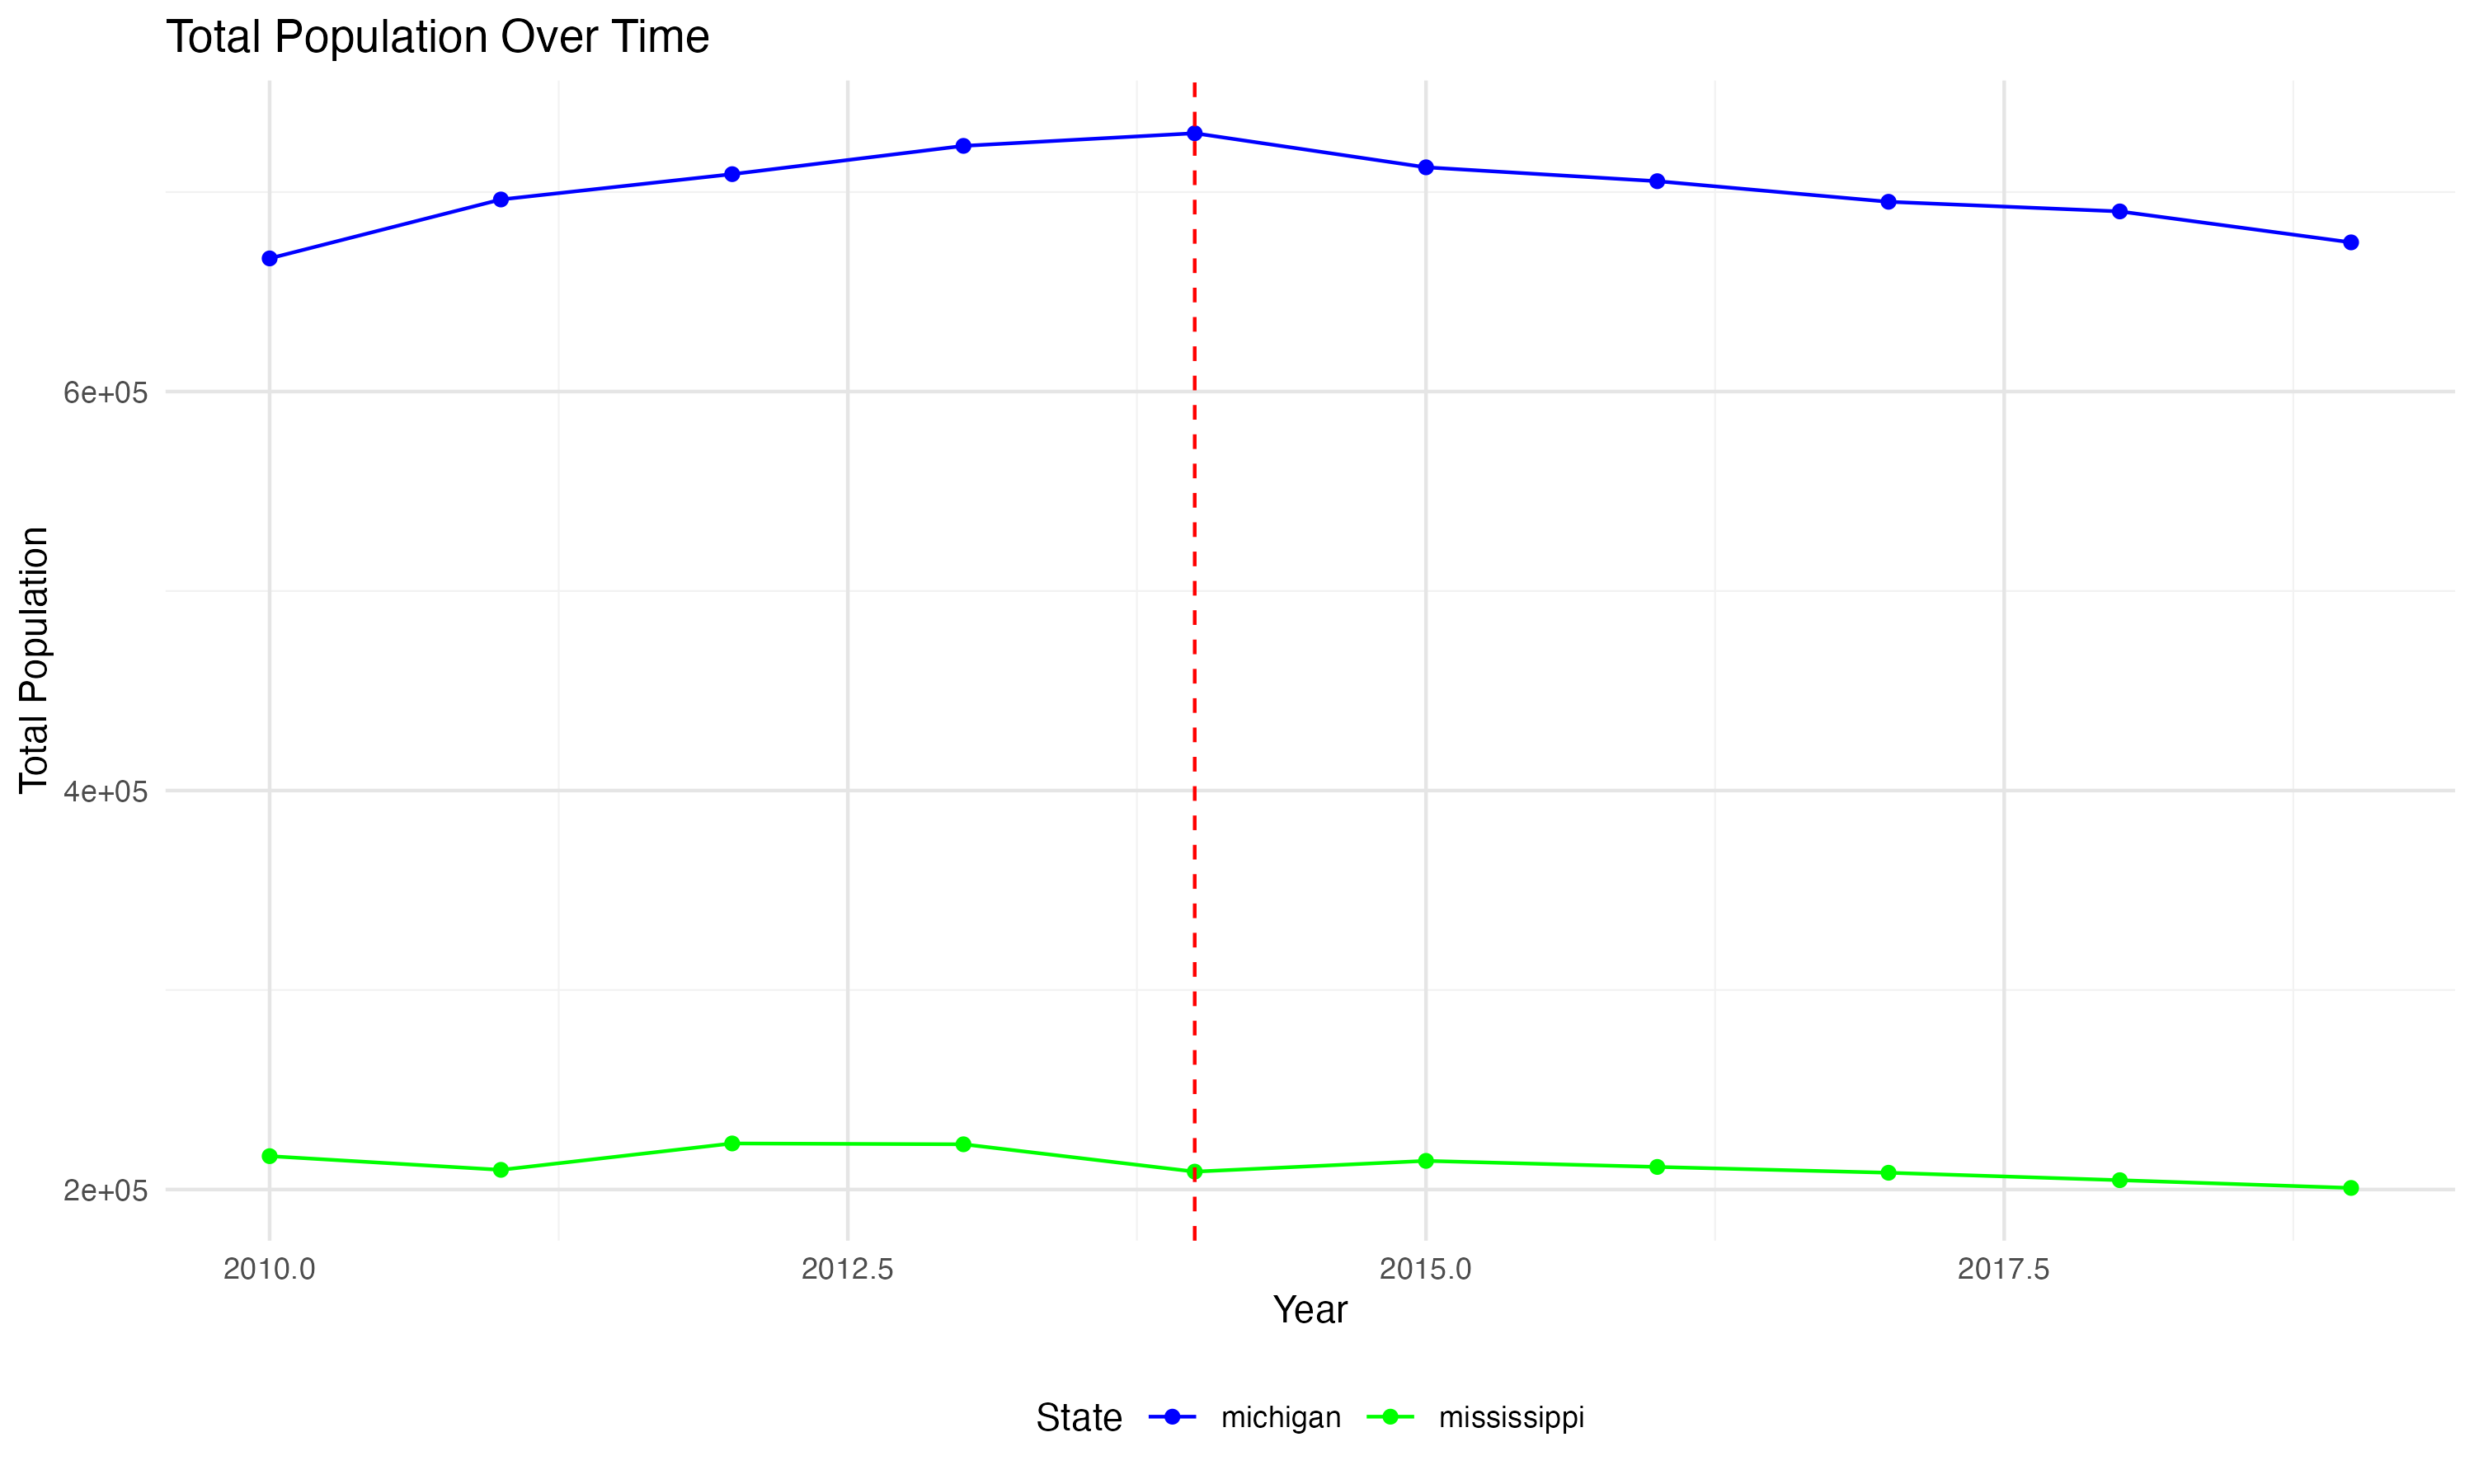 Total Population Over Time
Total Population
6e+05
4e+05
2e+05
2010.0 2012.5 2015.0 2017.5
Year
State michigan mississippi